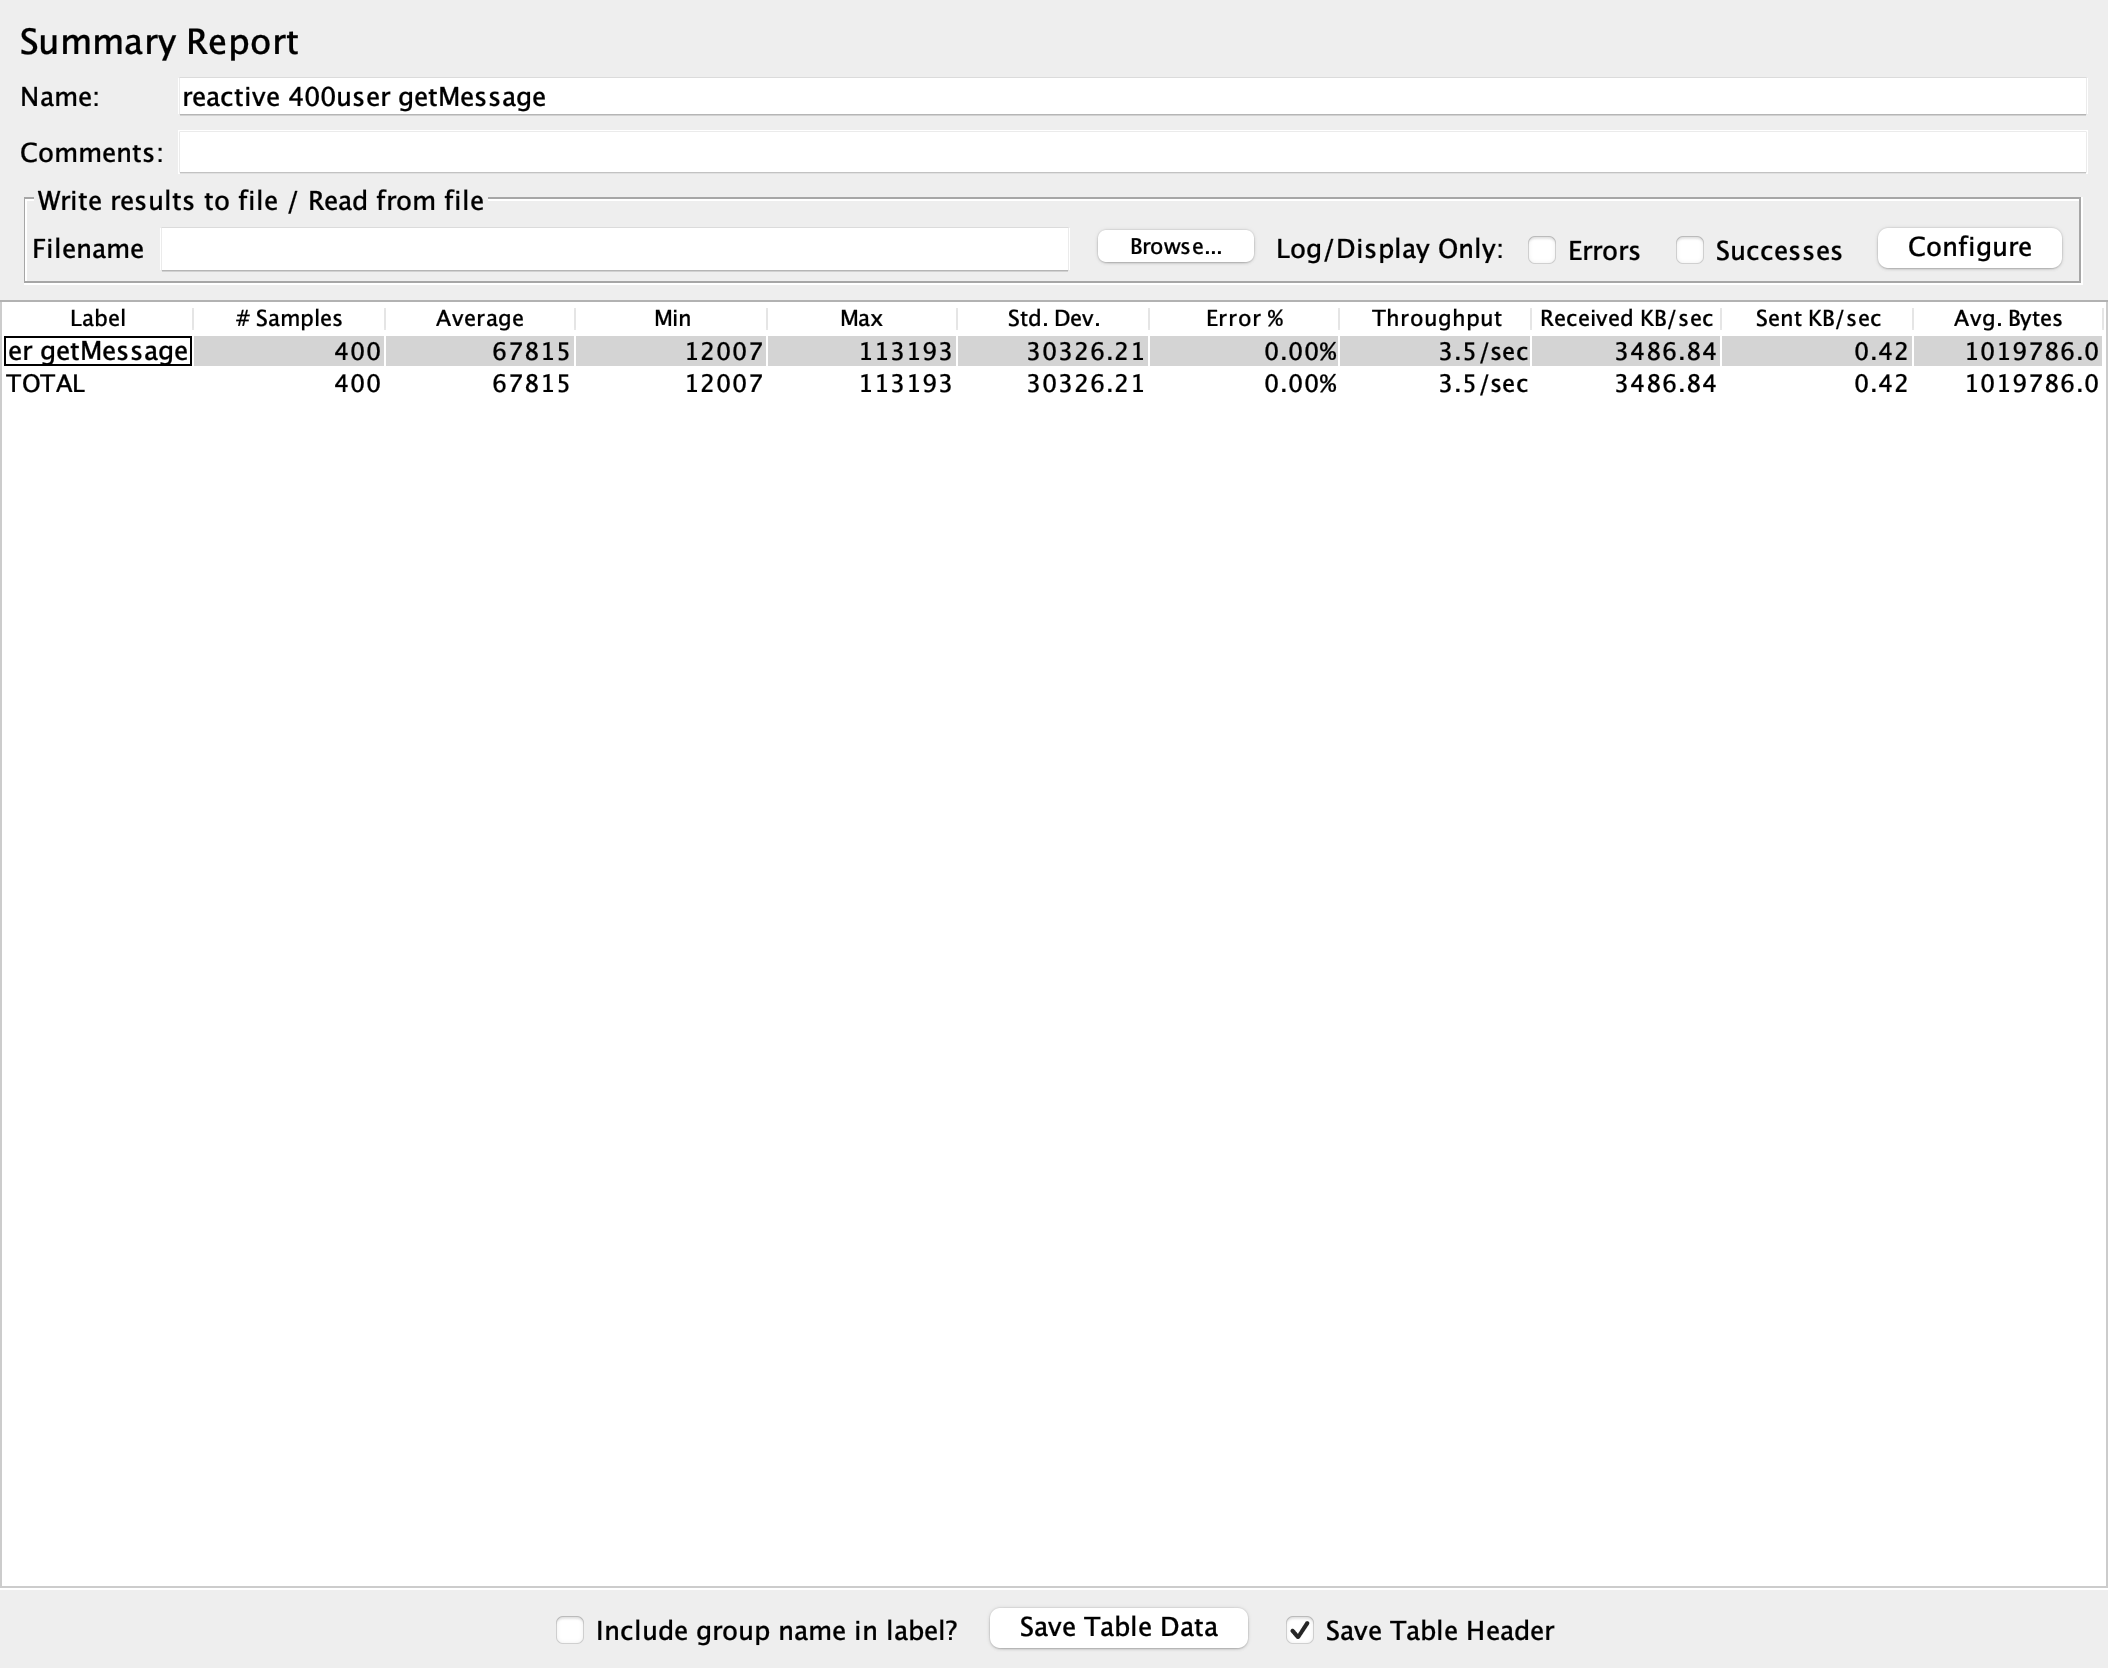 Summary Report
Name: reactive 400user getMessage
Comments:
Write results to file / Read from file
Filename Browse... Log/Display Only: Errors Successes Configure
Label # Samples Average Min Max Std. Dev. Error % Throughput Received KB/sec Sent KB/sec Avg. Bytes
er getMessage 400 67815 12007 113193 30326.21 0.00% 3.5/sec 3486.84 0.42 1019786.0
TOTAL 400 67815 12007 113193 30326.21 0.00% 3.5/sec 3486.84 0.42 1019786.0
Include group name in label? Save Table Data Save Table Header